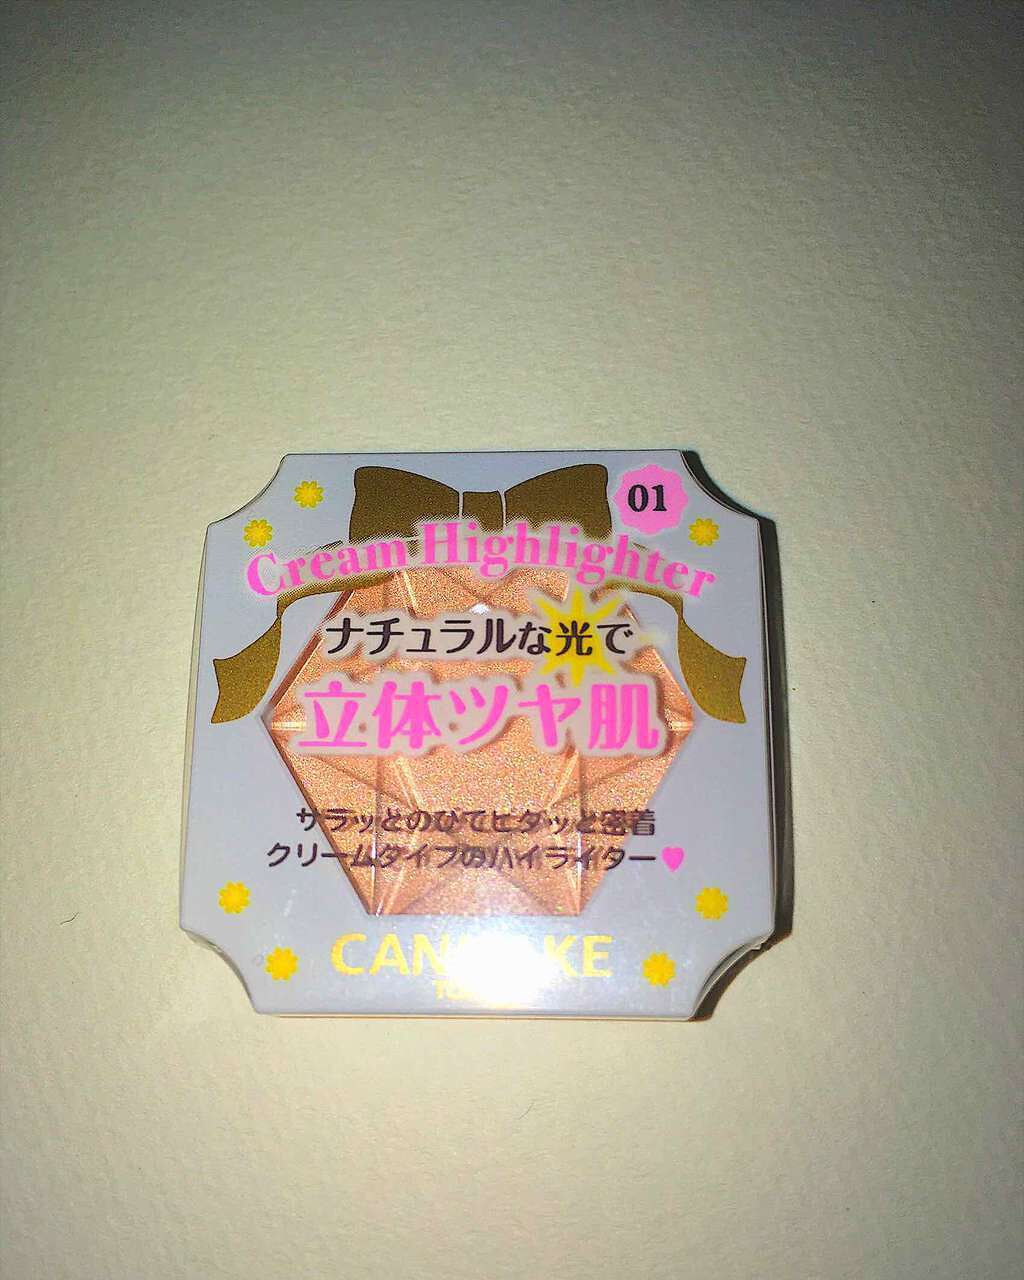 01
Cream Highlighter
ナチュラルな光で
立体ツヤ肌
サラッとのびてヒタッと密着
クリームタイプのハイライター♥